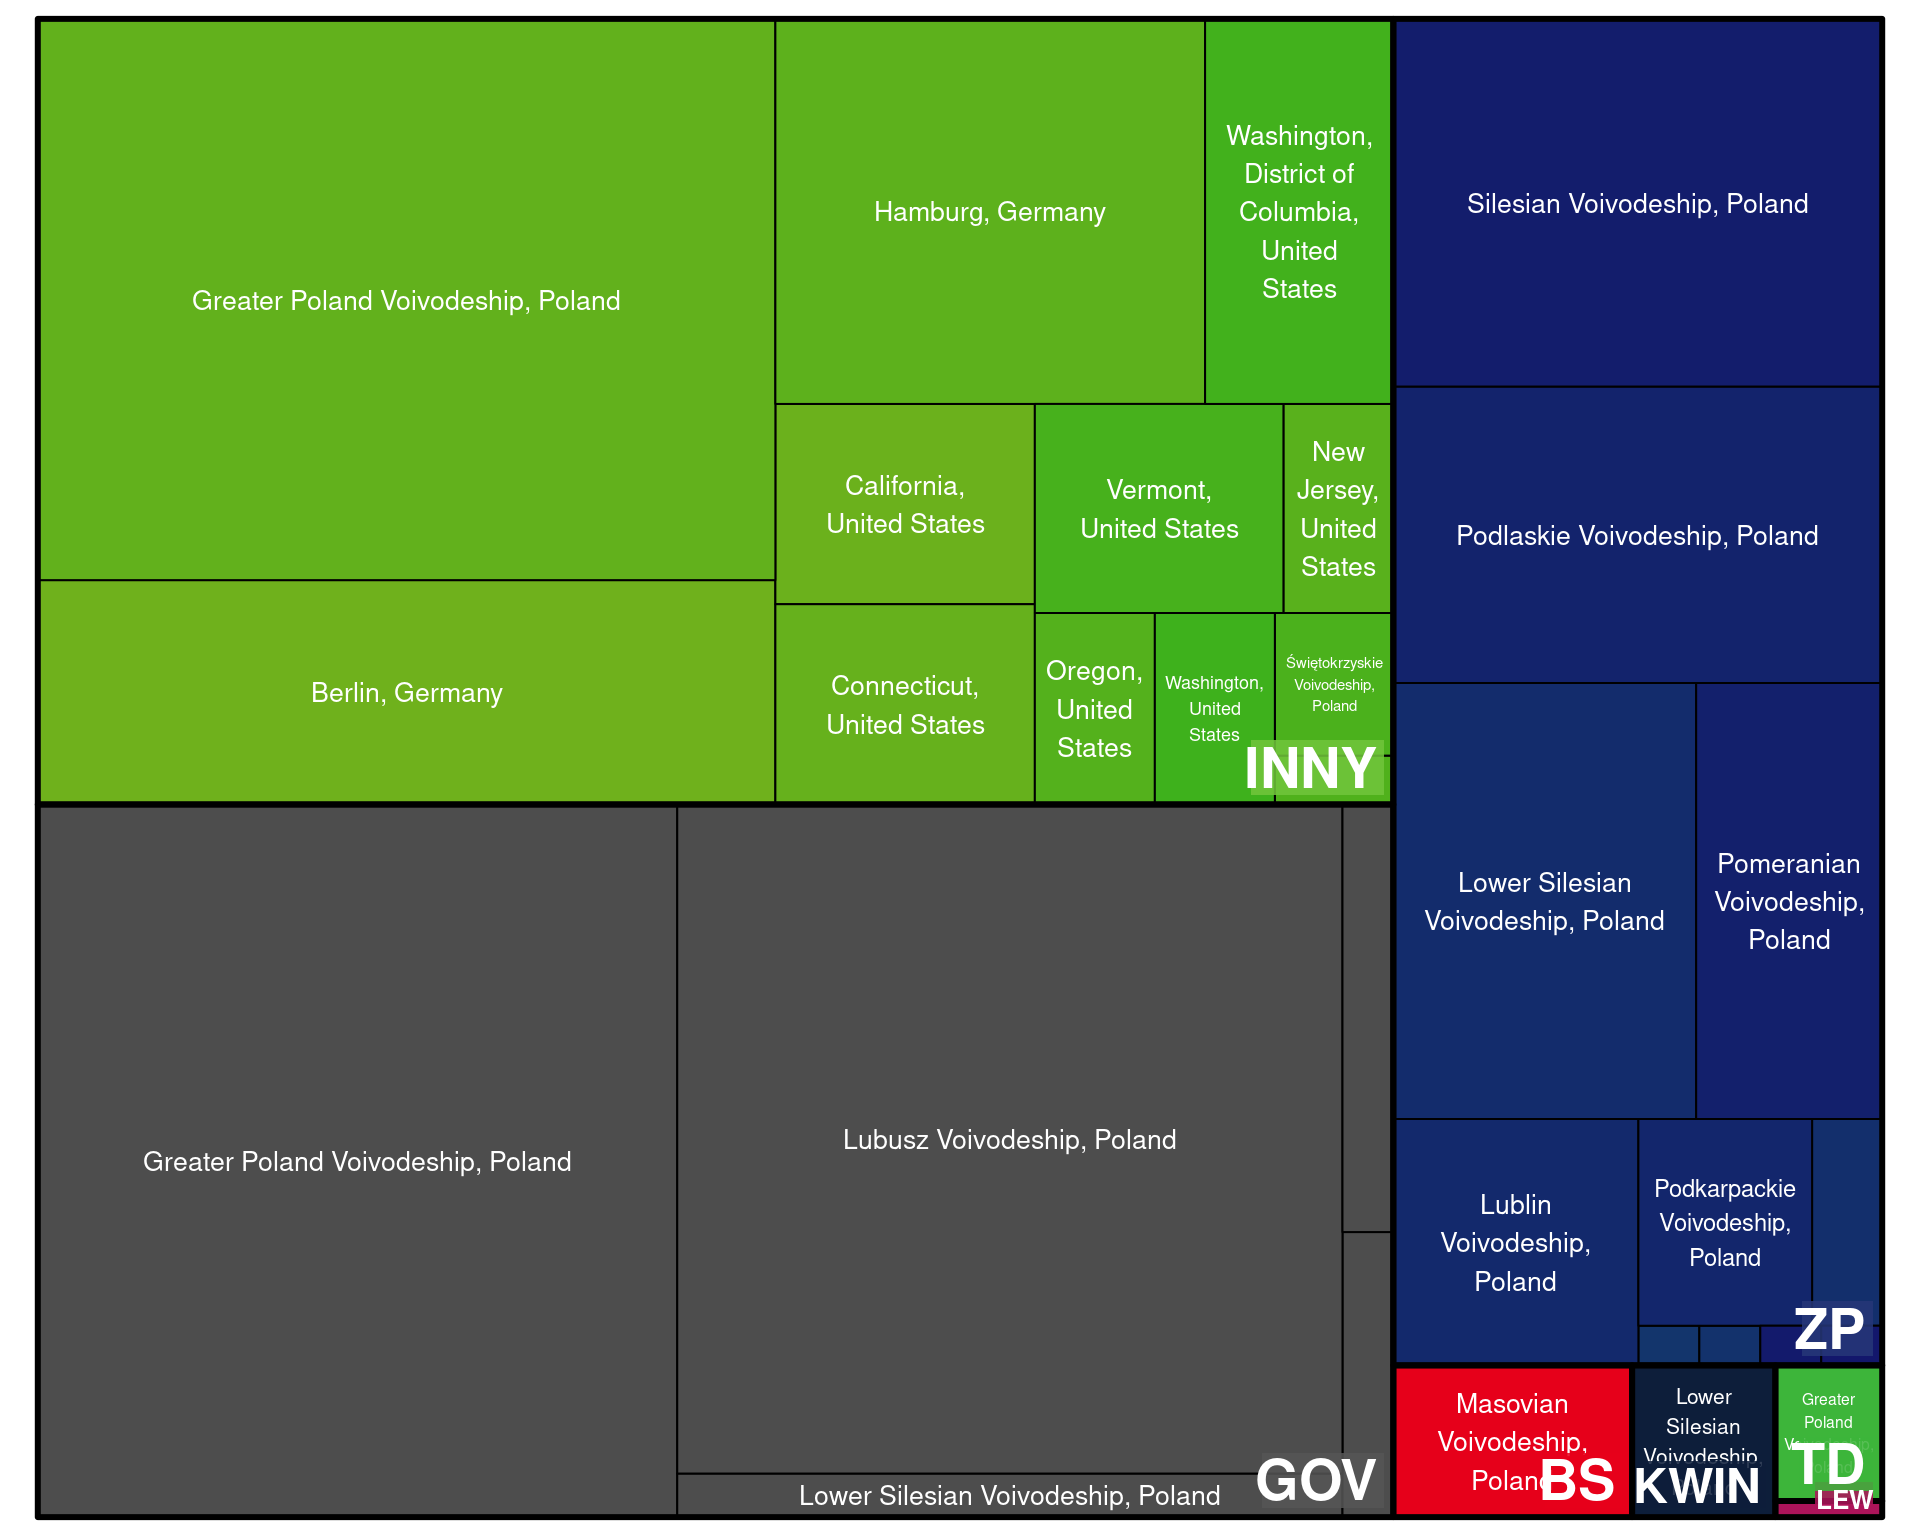 Greater Poland Voivodeship, Poland
Hamburg, Germany
Washington,
District of
Columbia,
United
States
California,
United States
Vermont,
United States
New
Jersey,
United
States
Berlin, Germany
Connecticut,
United States
Oregon,
United
States
Washington,
United
States
Świętokrzyskie
Voivodeship,
Poland
INNY
Greater Poland Voivodeship, Poland
Lubusz Voivodeship, Poland
Lower Silesian Voivodeship, Poland
GOV
Silesian Voivodeship, Poland
Podlaskie Voivodeship, Poland
Lower Silesian
Voivodeship, Poland
Pomeranian
Voivodeship,
Poland
Lublin
Voivodeship,
Poland
Podkarpackie
Voivodeship,
Poland
ZP
Masovian
Voivodeship,
Poland
BS
Lower
Silesian
Voivodeship,
KWIN
Greater
Poland
Voivodeship,
TD
LEW